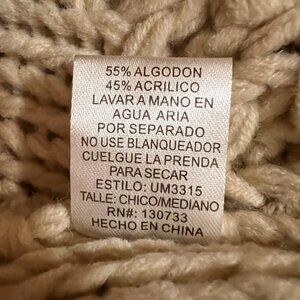 55% ALGODON
45% ACRILICO
LAVAR A MANO EN
AGUA ARIA
POR SEPARADO
NO USE BLANQUEADOR
CUELGUE LA PRENDA
PARA SECAR
ESTILO: UM3315
TALLE: CHICO/MEDIANO
RN#: 130733
HECHO EN CHINA